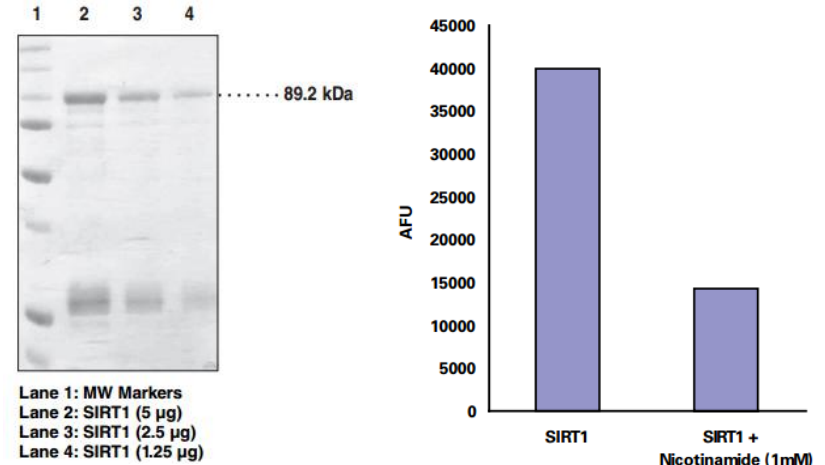 1 2 3 4
89.2 kDa
Lane 1: MW Markers
Lane 2: SIRT1 (5 µg)
Lane 3: SIRT1 (2.5 µg)
Lane 4: SIRT1 (1.25 µg)
45000
40000
35000
30000
25000
20000
15000
10000
5000
0
AFU
SIRT1
SIRT1 +
Nicotinamide (1mM)